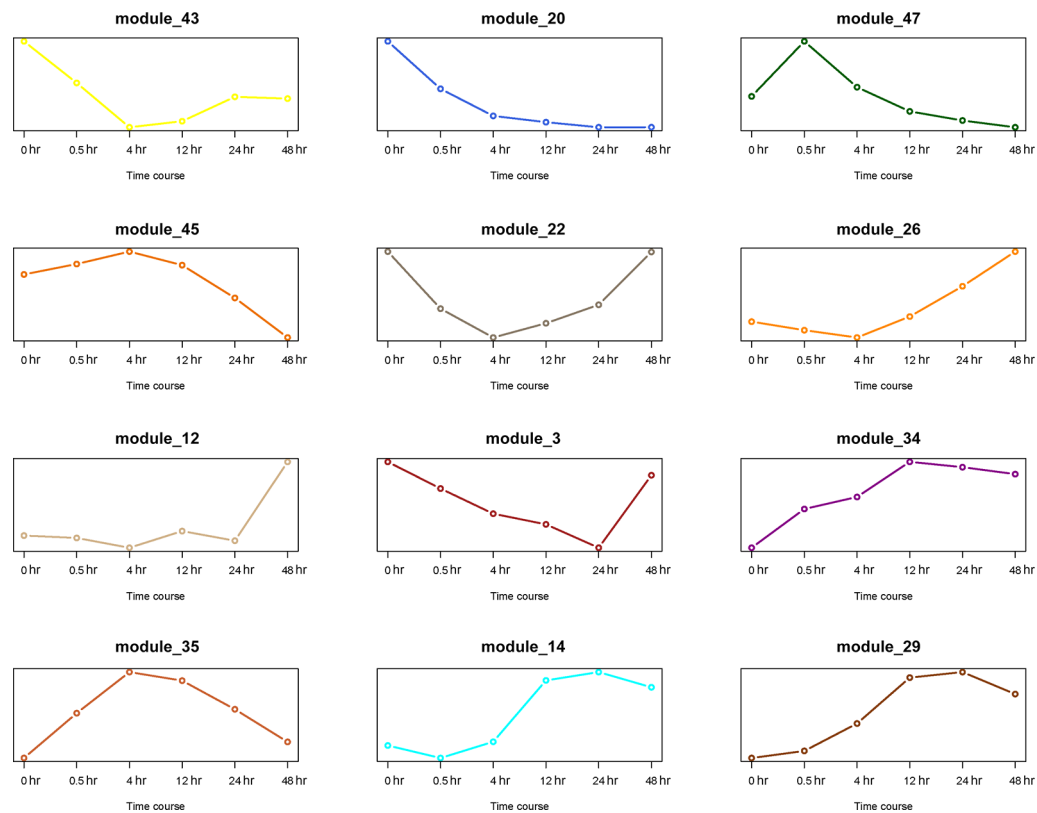 module_43 module_20 module_47
0 hr 0.5 hr 4 hr 12 hr 24 hr 48 hr 0 hr 0.5 hr 4 hr 12 hr 24 hr 48 hr 0 hr 0.5 hr 4 hr 12 hr 24 hr 48 hr
Time course Time course Time course
module_45 module_22 module_26
0 hr 0.5 hr 4 hr 12 hr 24 hr 48 hr 0 hr 0.5 hr 4 hr 12 hr 24 hr 48 hr 0 hr 0.5 hr 4 hr 12 hr 24 hr 48 hr
Time course Time course Time course
module_12 module_3 module_34
0 hr 0.5 hr 4 hr 12 hr 24 hr 48 hr 0 hr 0.5 hr 4 hr 12 hr 24 hr 48 hr 0 hr 0.5 hr 4 hr 12 hr 24 hr 48 hr
Time course Time course Time course
module_35 module_14 module_29
0 hr 0.5 hr 4 hr 12 hr 24 hr 48 hr 0 hr 0.5 hr 4 hr 12 hr 24 hr 48 hr 0 hr 0.5 hr 4 hr 12 hr 24 hr 48 hr
Time course Time course Time course